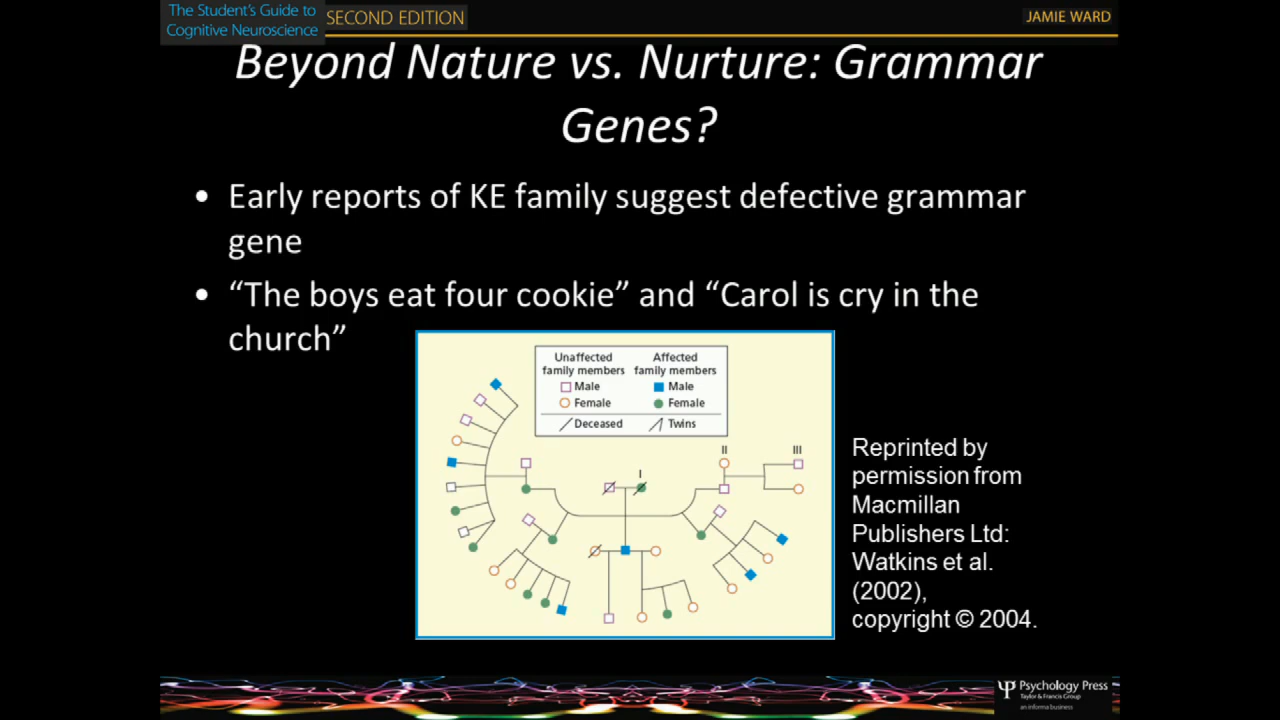 The Student's Guide to
Cognitive Neuroscience
SECOND EDITION
JAMIE WARD
Beyond Nature vs. Nurture: Grammar
Genes?
• Early reports of KE family suggest defective grammar
gene
• “The boys eat four cookie” and “Carol is cry in the
church”
Unaffected
family members
Male
Female
Affected
family members
Male
Female
Deceased
Twins
I
II
III
Reprinted by
permission from
Macmillan
Publishers Ltd:
Watkins et al.
(2002),
copyright © 2004.
Psychology Press
Taylor & Francis Group
an informa business